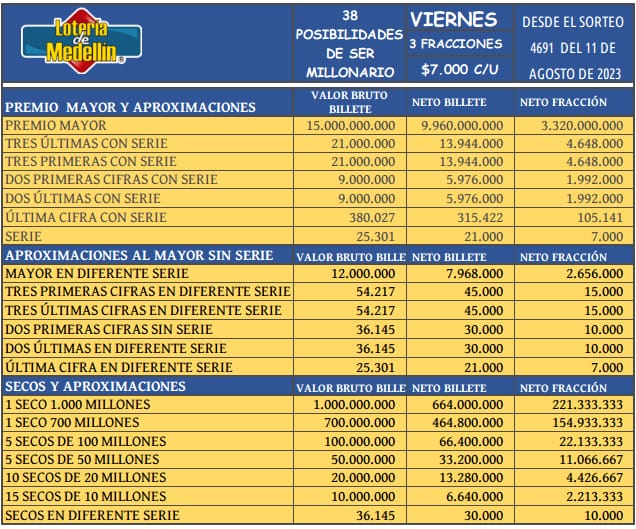 Lotería
de
Medellín®
38
POSIBILIDADES
DE SER
MILLONARIO
VIERNES
3 FRACCIONES
$7.000 C/U
DESDE EL SORTEO
4691 DEL 11 DE
AGOSTO DE 2023
PREMIO MAYOR Y APROXIMACIONES VALOR BRUTO BILLETE NETO BILLETE NETO FRACCIÓN
PREMIO MAYOR 15.000.000.000 9.960.000.000 3.320.000.000
TRES ÚLTIMAS CON SERIE 21.000.000 13.944.000 4.648.000
TRES PRIMERAS CON SERIE 21.000.000 13.944.000 4.648.000
DOS PRIMERAS CIFRAS CON SERIE 9.000.000 5.976.000 1.992.000
DOS ÚLTIMAS CON SERIE 9.000.000 5.976.000 1.992.000
ÚLTIMA CIFRA CON SERIE 380.027 315.422 105.141
SERIE 25.301 21.000 7.000
APROXIMACIONES AL MAYOR SIN SERIE VALOR BRUTO BILLE NETO BILLETE NETO FRACCIÓN
MAYOR EN DIFERENTE SERIE 12.000.000 7.968.000 2.656.000
TRES PRIMERAS CIFRAS EN DIFERENTE SERIE 54.217 45.000 15.000
TRES ÚLTIMAS CIFRAS EN DIFERENTE SERIE 54.217 45.000 15.000
DOS PRIMERAS CIFRAS SIN SERIE 36.145 30.000 10.000
DOS ÚLTIMAS EN DIFERENTE SERIE 36.145 30.000 10.000
ÚLTIMA CIFRA EN DIFERENTE SERIE 25.301 21.000 7.000
SECOS Y APROXIMACIONES VALOR BRUTO BILLE NETO BILLETE NETO FRACCIÓN
1 SECO 1.000 MILLONES 1.000.000.000 664.000.000 221.333.333
1 SECO 700 MILLONES 700.000.000 464.800.000 154.933.333
5 SECOS DE 100 MILLONES 100.000.000 66.400.000 22.133.333
5 SECOS DE 50 MILLONES 50.000.000 33.200.000 11.066.667
10 SECOS DE 20 MILLONES 20.000.000 13.280.000 4.426.667
15 SECOS DE 10 MILLONES 10.000.000 6.640.000 2.213.333
SECOS EN DIFERENTE SERIE 36.145 30.000 10.000